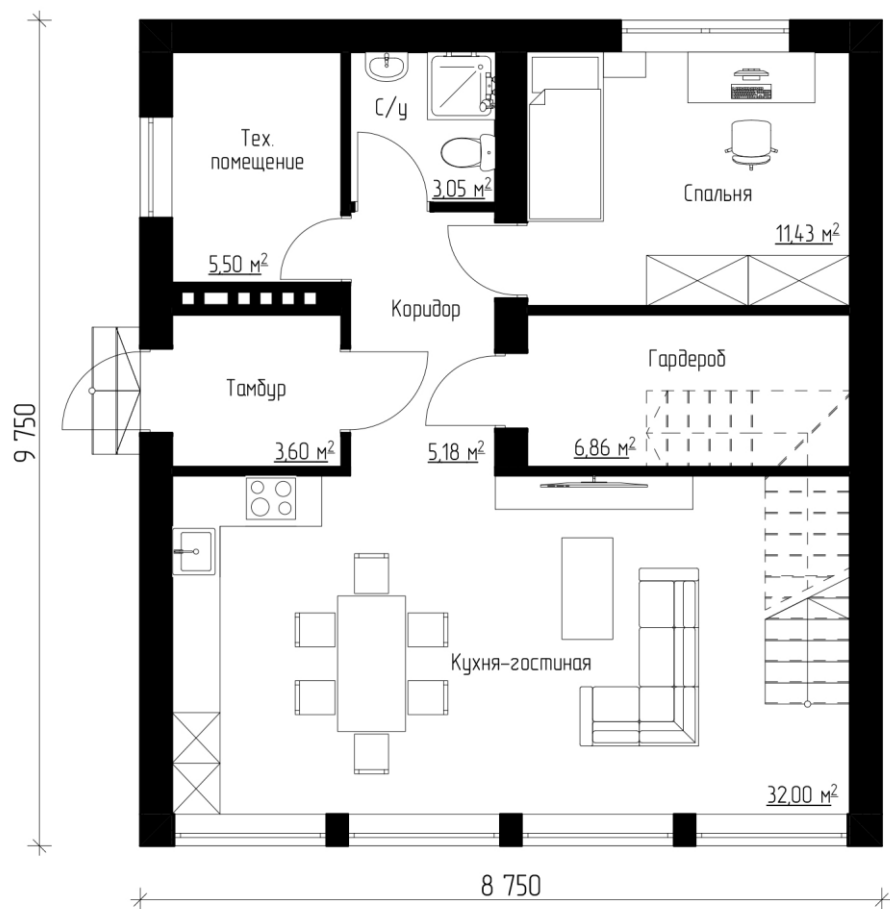 С/у
Тех.
помещение
3,05 м²
Спальня
11,43 м²
5,50 м²
Коридор
Гардероб
Тамбур
9 750
3,60 м²
5,18 м²
6,86 м²
Кухня-гостиная
32,00 м²
8 750